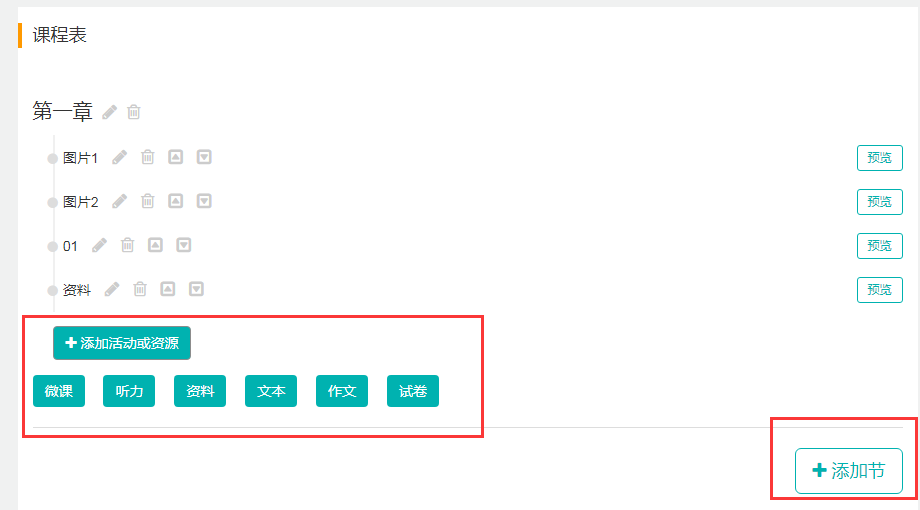 课程表
第一章
图片1 预览
图片2 预览
01 预览
资料 预览
添加活动或资源
微课 听力 资料 文本 作文 试卷
添加节